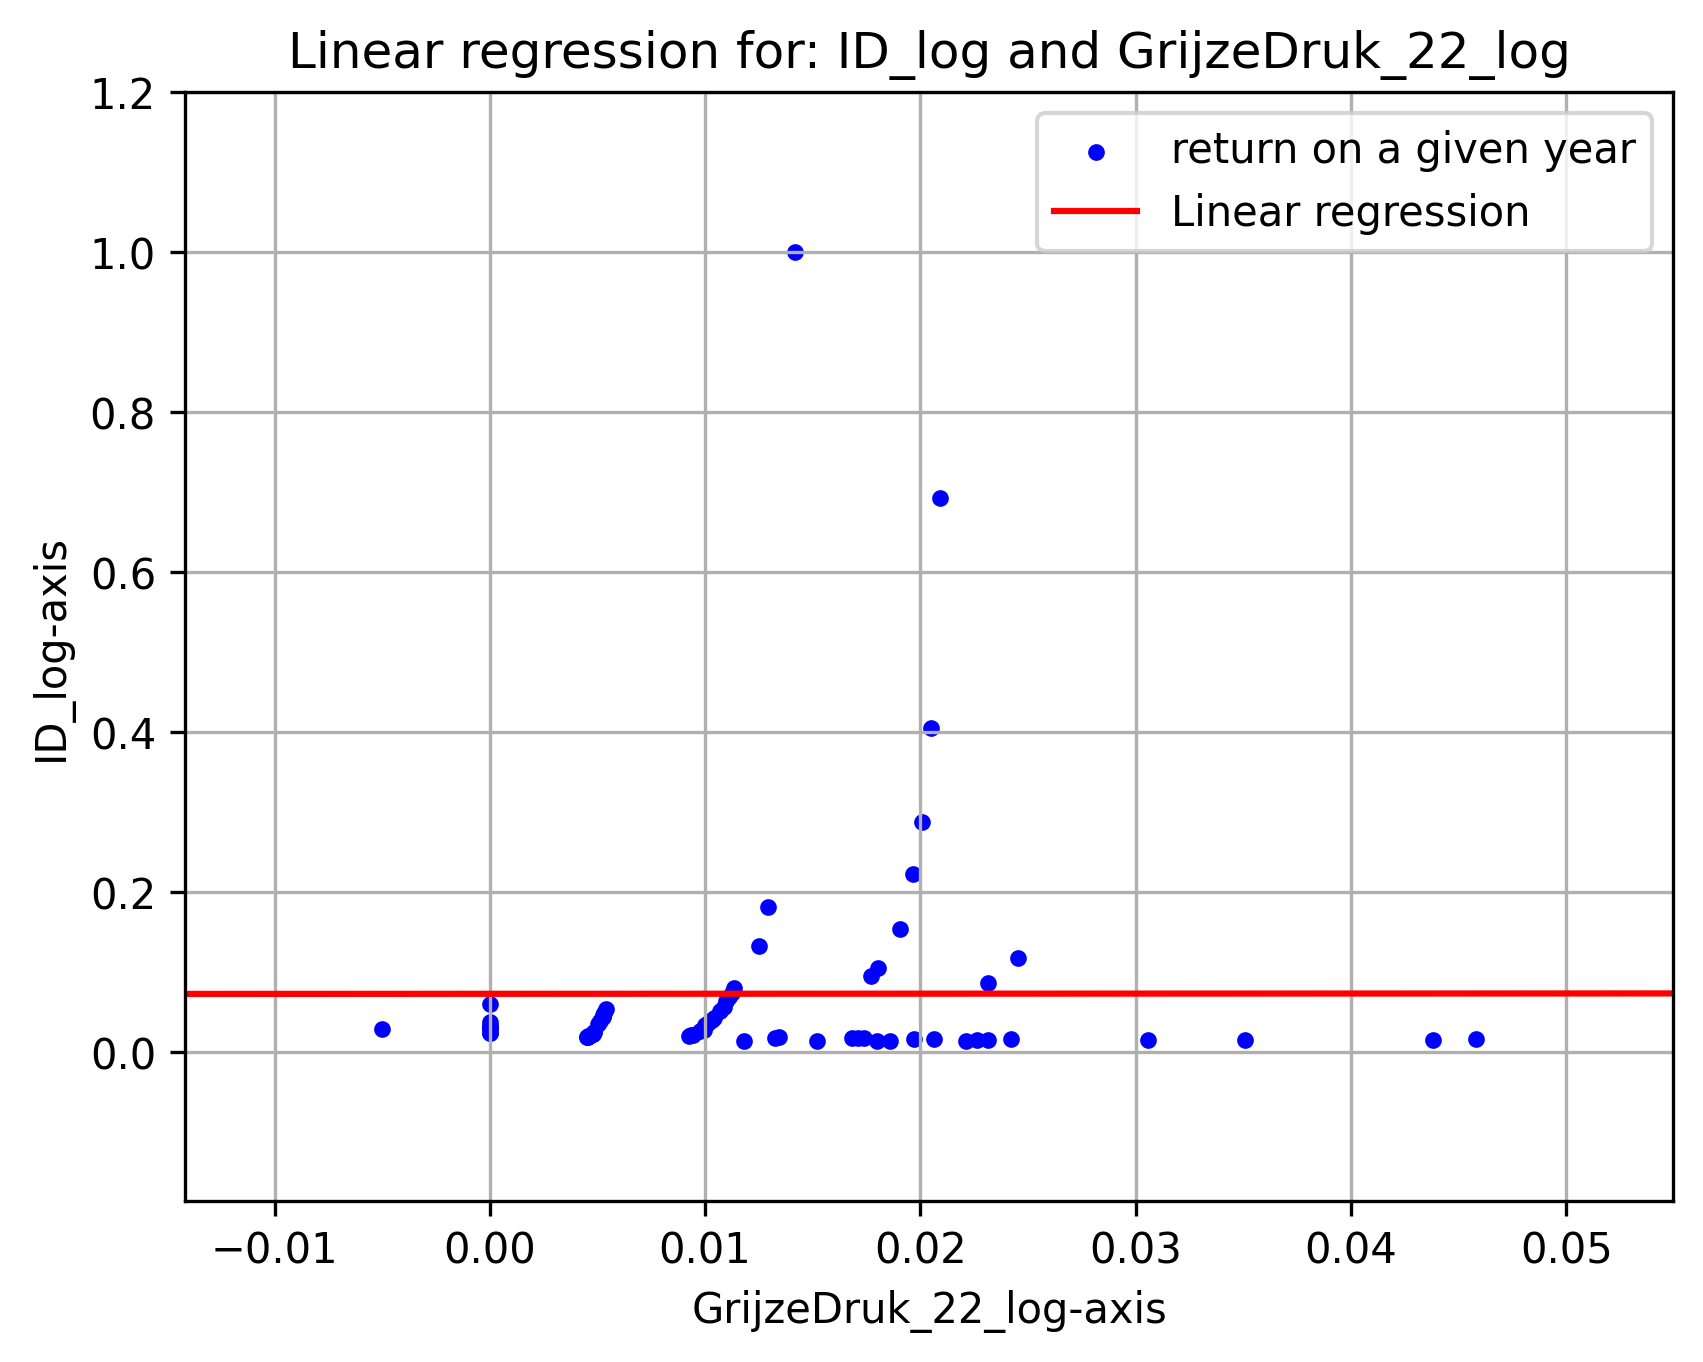 Linear regression for: ID_log and GrijzeDruk_22_log
1.2
1.0
0.8
0.6
0.4
0.2
0.0
ID_log-axis
return on a given year
Linear regression
−0.01 0.00 0.01 0.02 0.03 0.04 0.05
GrijzeDruk_22_log-axis